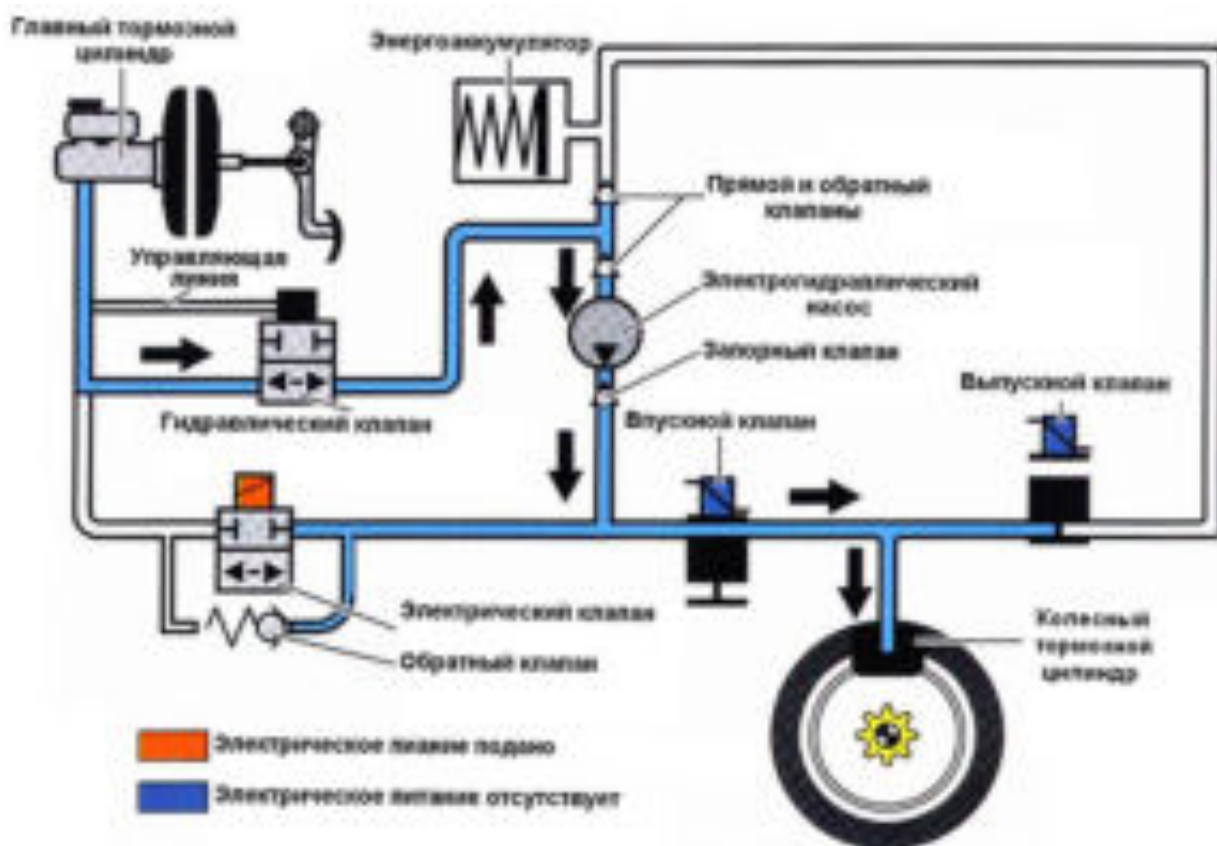 Главный тормозной
цилиндр
Энергоаккумулятор
Прямой и обратный
клапаны
Управляющая
линия
Электрогидравлический
насос
Запорный клапан
Выпускной клапан
Гидравлический клапан
Впускной клапан
Электрический клапан
Обратный клапан
Колесный
тормозной
цилиндр
Электрическое пиание подано
Электрическое питание отсутствует